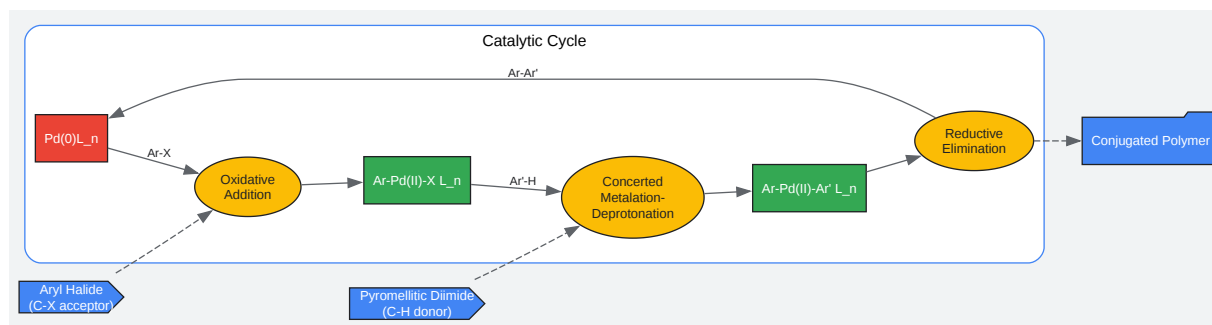 Catalytic Cycle
Ar-Ar'
Pd(0)L_n
Ar-X
Oxidative
Addition
Ar-Pd(II)-X L_n
Ar'-H
Concerted
Metalation-
Deprotonation
Ar-Pd(II)-Ar' L_n
Reductive
Elimination
Conjugated Polymer
Aryl Halide
(C-X acceptor)
Pyromellitic Diimide
(C-H donor)